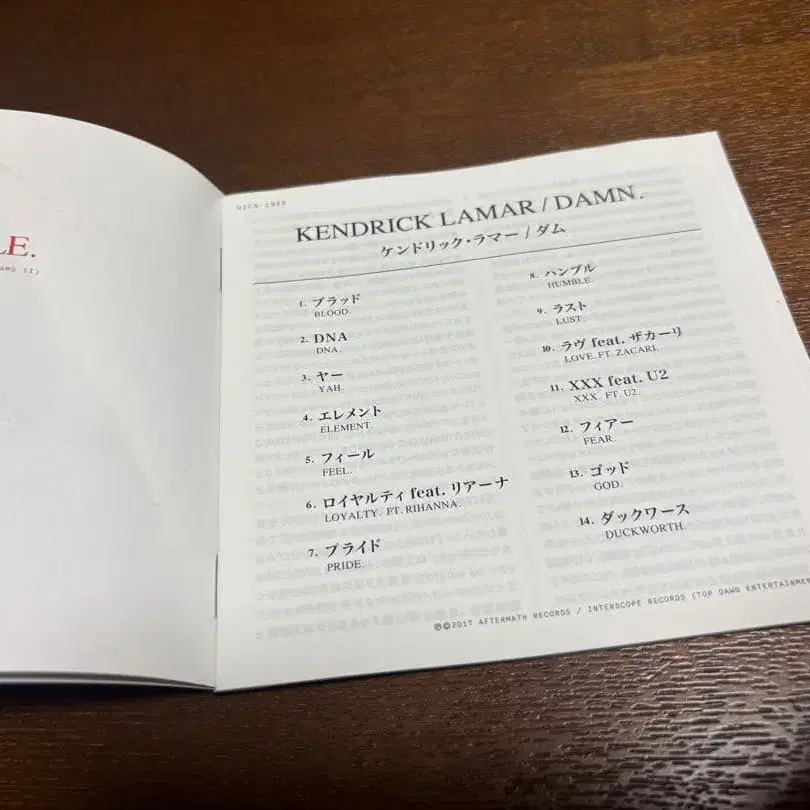 LE.
UICS-1322
KENDRICK LAMAR / DAMN.
ケンドリック・ラマー / ダム
1. ブラッド
BLOOD.
2. DNA
DNA.
3. ヤー
YAH.
4. エレメント
ELEMENT.
5. フィール
FEEL.
6. ロイヤルティ feat. リアーナ
LOYALTY. FT. RIHANNA.
7. プライド
PRIDE.
8. ハンブル
HUMBLE.
9. ラスト
LUST.
10. ラヴ feat. ザカーリ
LOVE. FT. ZACARI.
11. XXX feat. U2
XXX. FT. U2.
12. フィアー
FEAR.
13. ゴッド
GOD.
14. ダックワース
DUCKWORTH.
℗©2017 AFTERMATH RECORDS / INTERSCOPE RECORDS (TOP DAWG ENTERTAINME